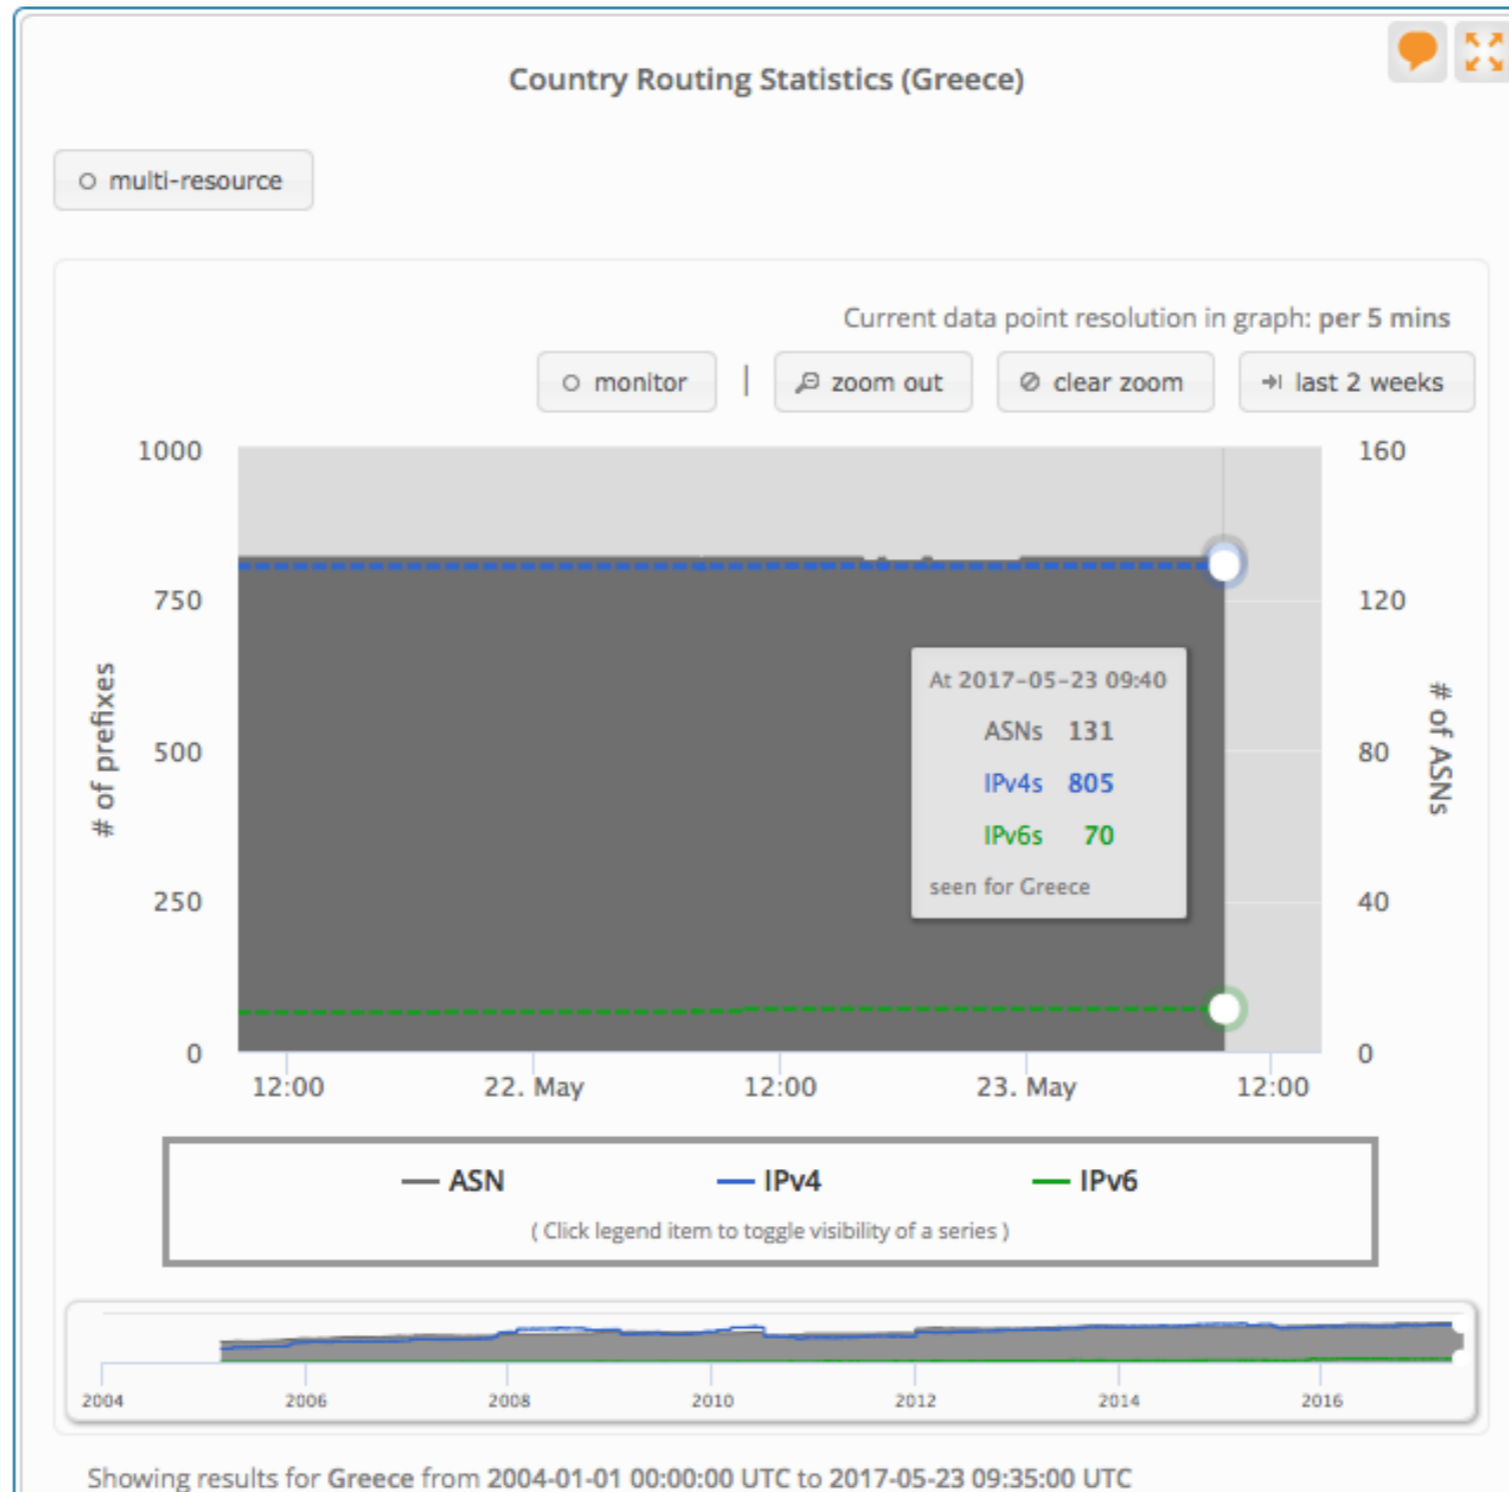 Country Routing Statistics (Greece)
multi-resource
Current data point resolution in graph: per 5 mins
monitor | zoom out clear zoom last 2 weeks
1000 160
750 120
500 80
250 40
0 0
# of prefixes
# of ASNs
At 2017-05-23 09:40
ASNs 131
IPv4s 805
IPv6s 70
seen for Greece
12:00 22. May 12:00 23. May 12:00
ASN IPv4 IPv6
( Click legend item to toggle visibility of a series )
2004 2006 2008 2010 2012 2014 2016
Showing results for Greece from 2004-01-01 00:00:00 UTC to 2017-05-23 09:35:00 UTC